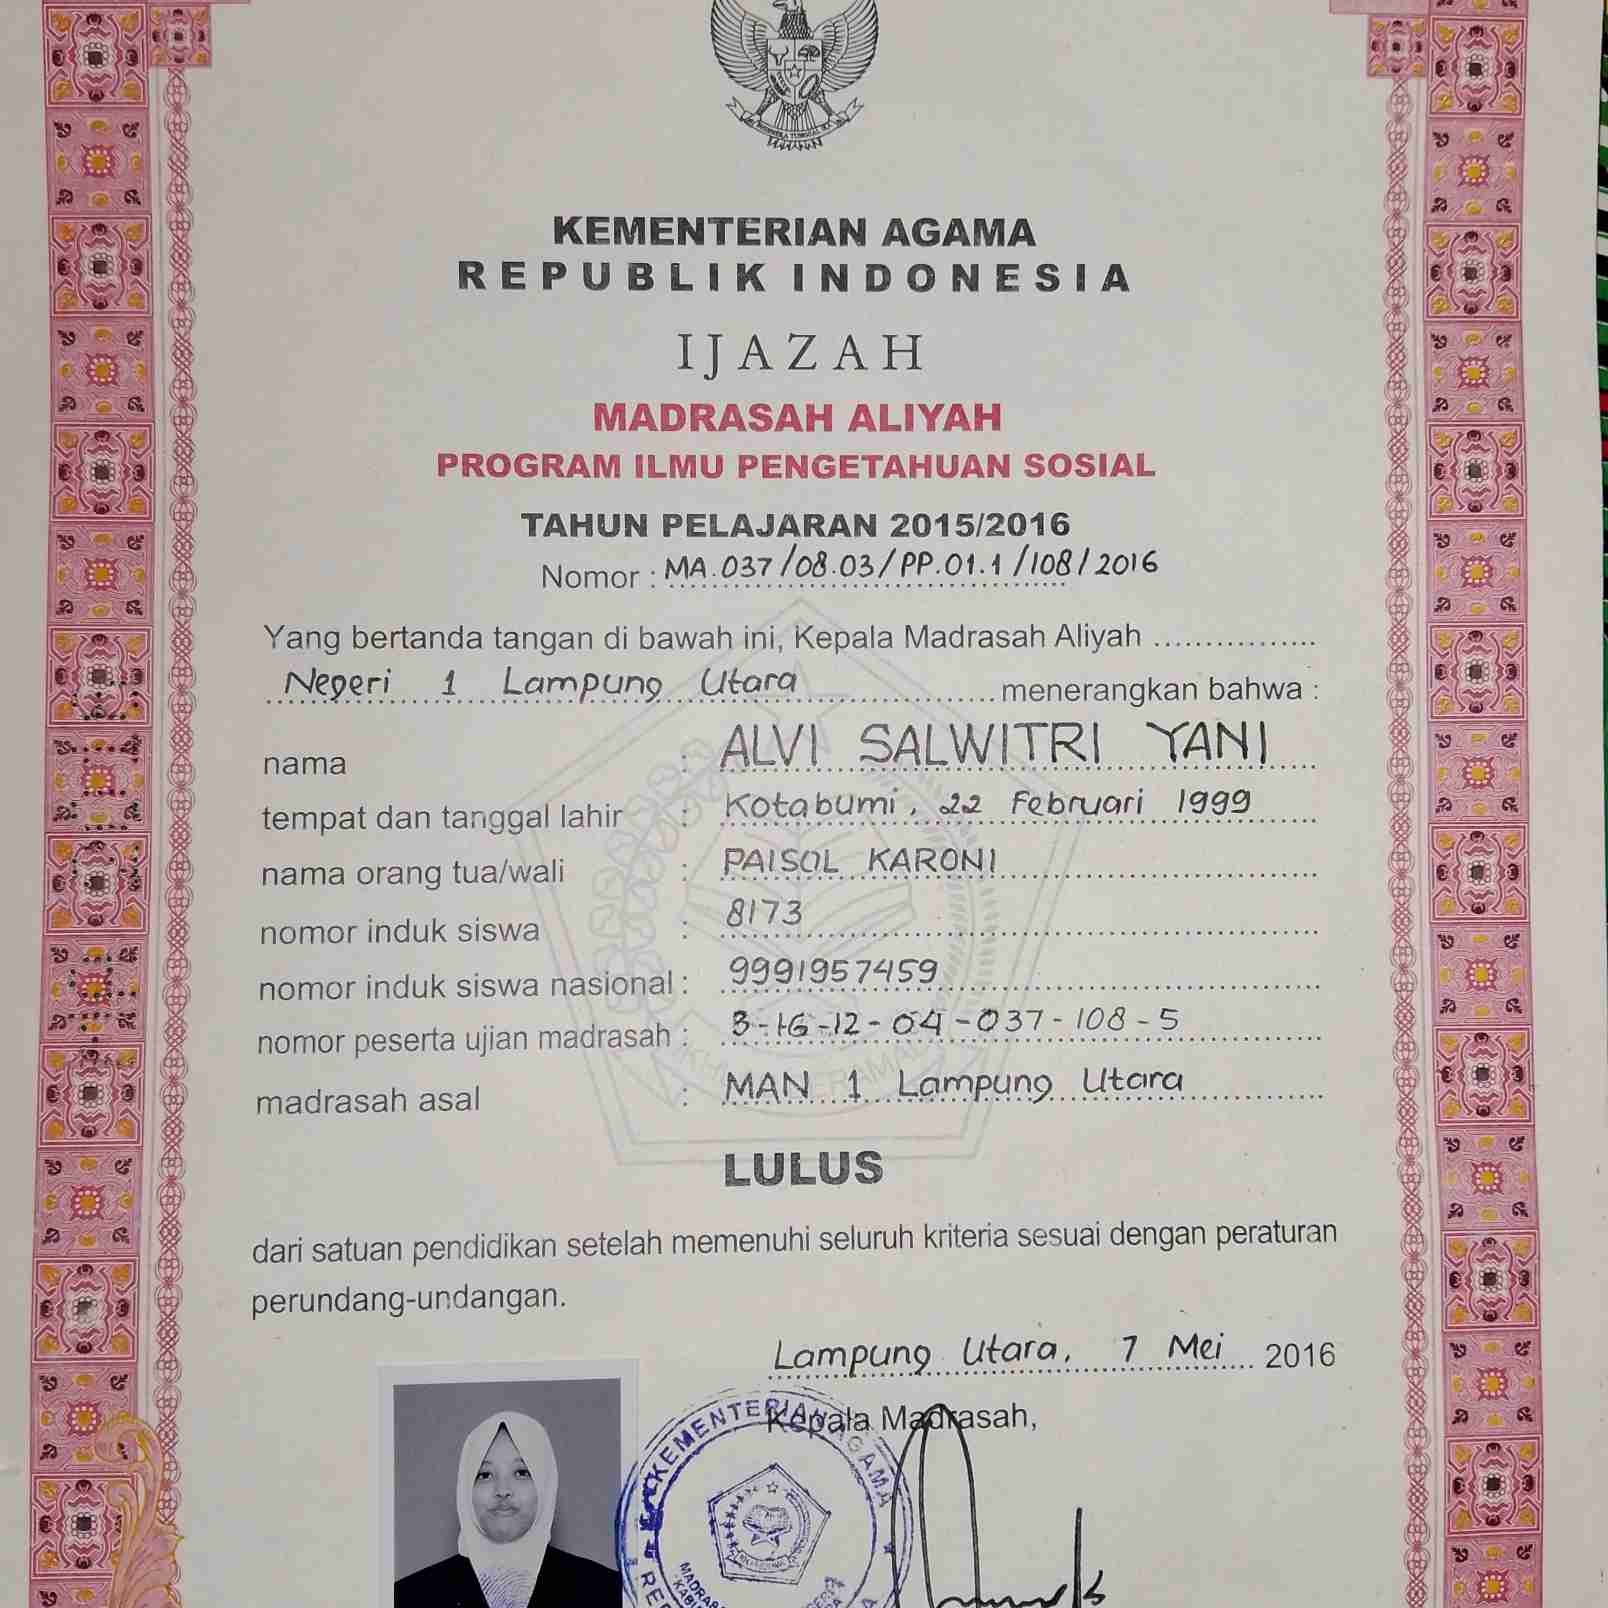 KEMENTERIAN AGAMA
REPUBLIK INDONESIA
IJAZAH
MADRASAH ALIYAH
PROGRAM ILMU PENGETAHUAN SOSIAL
TAHUN PELAJARAN 2015/2016
Nomor : MA.037/08.03/PP.01.1/108/2016
Yang bertanda tangan di bawah ini, Kepala Madrasah Aliyah
Negeri 1 Lampung Utara menerangkan bahwa :
nama : ALVI SALWITRI YANI
tempat dan tanggal lahir : Kotabumi, 22 Februari 1999
nama orang tua/wali : PAISOL KARONI
nomor induk siswa : 8173
nomor induk siswa nasional : 9991957459
nomor peserta ujian madrasah : 3-16-12-04-037-108-5
madrasah asal : MAN 1 Lampung Utara
LULUS
dari satuan pendidikan setelah memenuhi seluruh kriteria sesuai dengan peraturan
perundang-undangan.
Lampung Utara, 7 Mei 2016
Kepala Madrasah,
KEMENTERIAN AGAMA